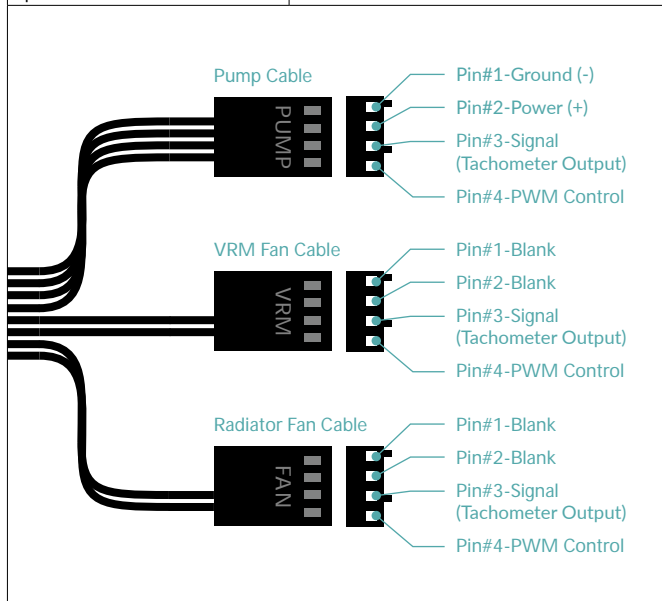 Pump Cable
PUMP
Pin#1-Ground (-)
Pin#2-Power (+)
Pin#3-Signal
(Tachometer Output)
Pin#4-PWM Control
VRM Fan Cable
VRM
Pin#1-Blank
Pin#2-Blank
Pin#3-Signal
(Tachometer Output)
Pin#4-PWM Control
Radiator Fan Cable
FAN
Pin#1-Blank
Pin#2-Blank
Pin#3-Signal
(Tachometer Output)
Pin#4-PWM Control